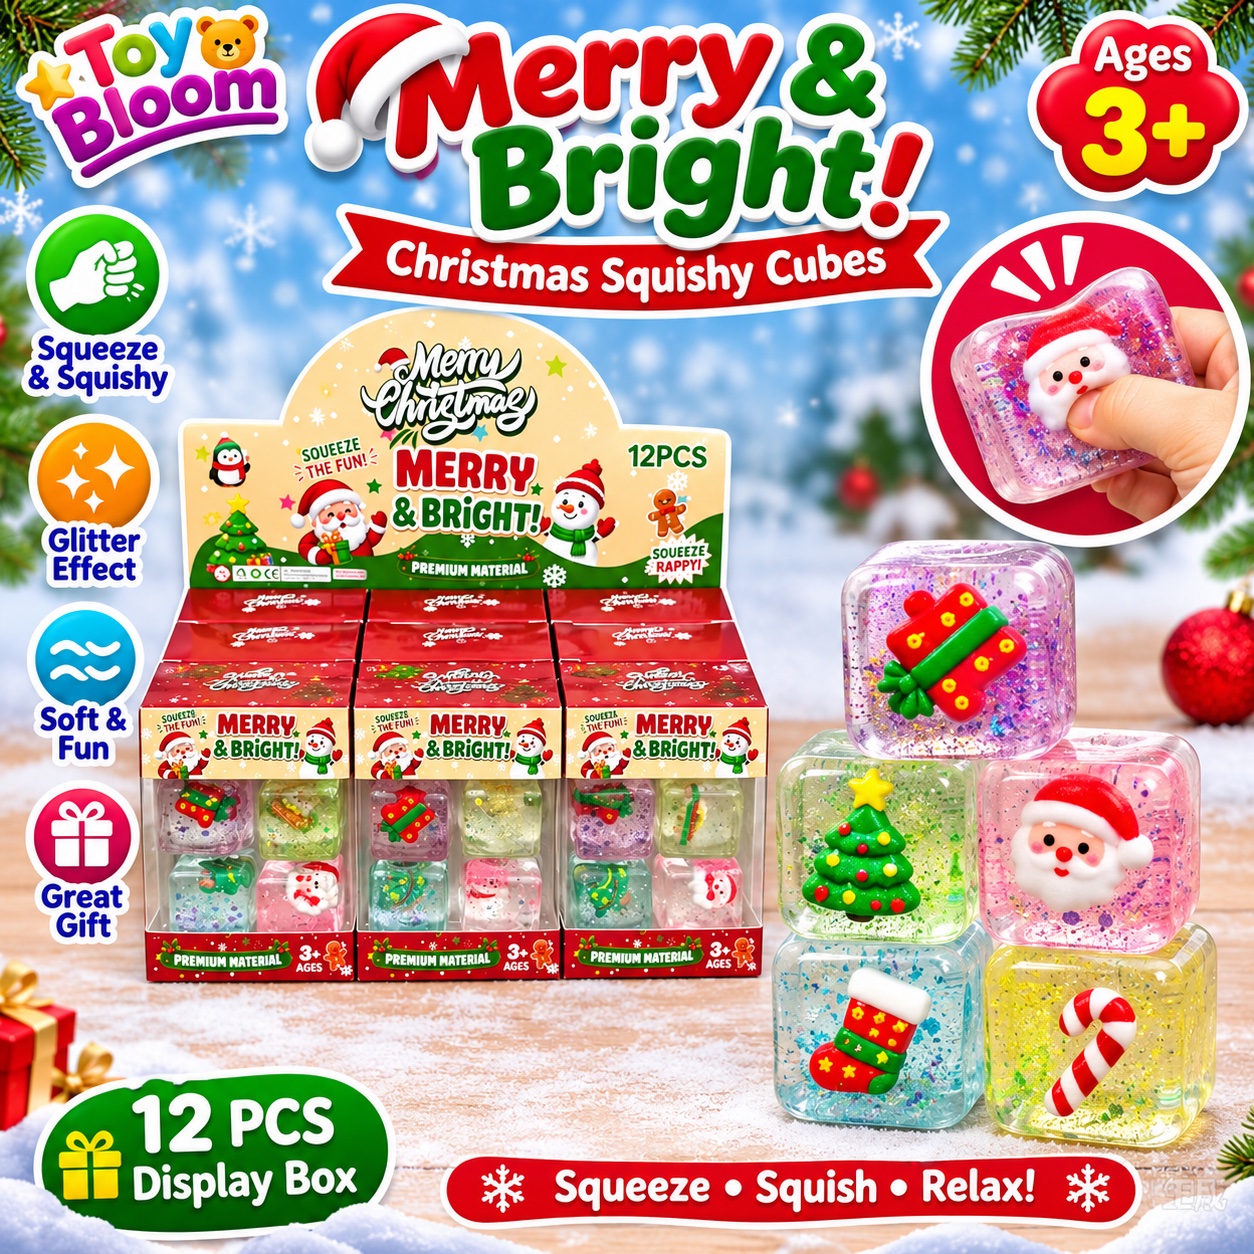 Toy
Bloom
Merry &
Bright!
Christmas Squishy Cubes
Ages
3+
Squeeze
& Squishy
Glitter
Effect
Soft &
Fun
Great
Gift
Merry
Christmas
SQUEEZE
THE FUN!
MERRY
& BRiGHT!
12PCS
PREMIUM MATERIAL
SQUEEZE
RAPPY!
SQUEEZE
THE FUN!
MERRY
& BRiGHT!
SQUEEZE
THE FUN!
MERRY
& BRiGHT!
SQUEEZE
THE FUN!
MERRY
& BRiGHT!
PREMIUM MATERIAL
3+
AGES
PREMIUM MATERIAL
3+
AGES
PREMIUM MATERIAL
3+
AGES
12 PCS
Display Box
Squeeze • Squish • Relax!